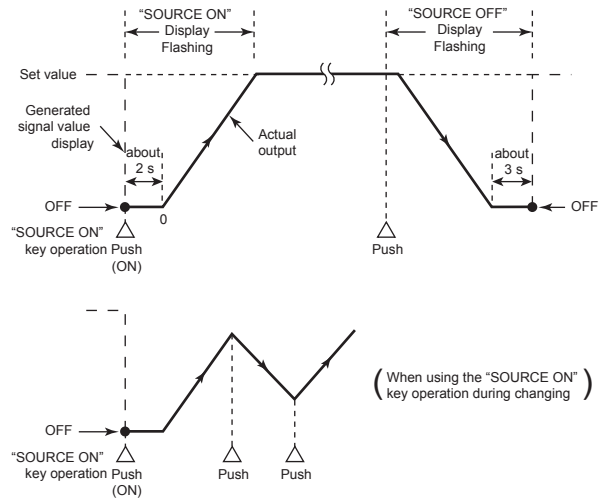 "SOURCE ON"
Display
Flashing
"SOURCE OFF"
Display
Flashing
Set value
Generated
signal value
display
about
2 s
Actual
output
about
3 s
OFF
0
OFF
"SOURCE ON"
key operation
Push
(ON)
Push
(When using the "SOURCE ON"
key operation during changing)
OFF
"SOURCE ON"
key operation
Push
(ON)
Push
Push